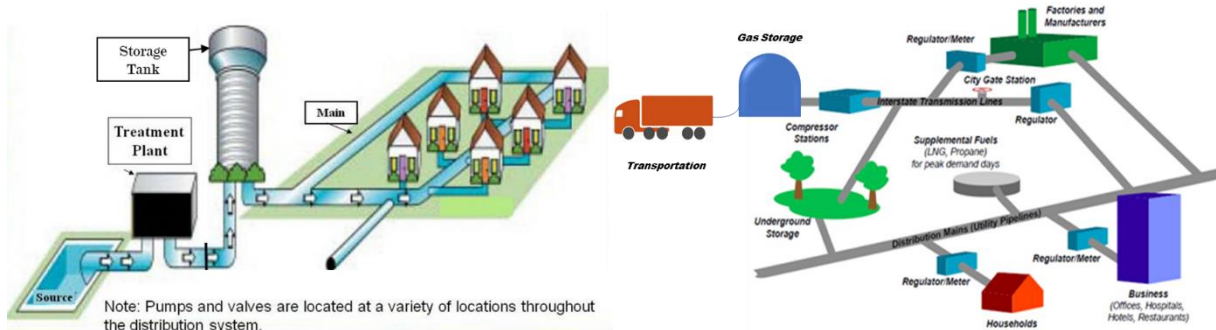 Storage
Tank
Main
Treatment
Plant
Source
Note: Pumps and valves are located at a variety of locations throughout
the distribution system.
Gas Storage
Transportation
Compressor
Stations
Regulator/Meter
Factories and
Manufacturers
City Gate Station
Interstate Transmission Lines
Regulator
Supplemental Fuels
(LNG, Propane)
for peak demand days
Underground
Storage
Distribution Mains (Utility Pipelines)
Regulator/Meter
Regulator/Meter
Households
Business
(Offices, Hospitals,
Hotels, Restaurants)